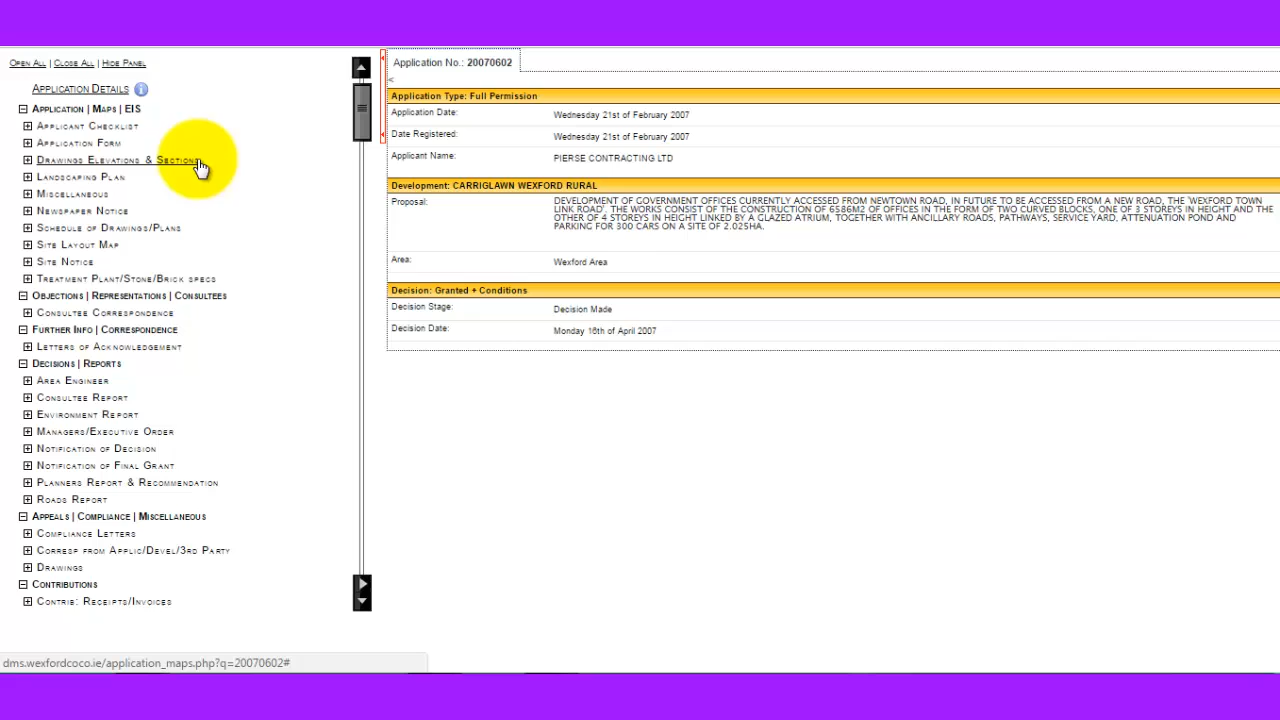 Open All | Close All | Hide Panel
Application Details
Application | Maps | EIS
Applicant Checklist
Application Form
Drawings Elevations & Sections
Landscaping Plan
Miscellaneous
Newspaper Notice
Schedule of Drawings/Plans
Site Layout Map
Site Notice
Treatment Plant/Stone/Brick specs
Objections | Representations | Consultees
Consultee Correspondence
Further Info | Correspondence
Letters of Acknowledgement
Decisions | Reports
Area Engineer
Consultee Report
Environment Report
Managers/Executive Order
Notification of Decision
Notification of Final Grant
Planners Report & Recommendation
Roads Report
Appeals | Compliance | Miscellaneous
Compliance Letters
Corresp from Applic/Devel/3rd Party
Drawings
Contributions
Contrib: Receipts/Invoices
dms.wexfordcoco.ie/application_maps.php?q=20070602#
Application No.: 20070602
<
Application Type: Full Permission
Application Date: Wednesday 21st of February 2007
Date Registered: Wednesday 21st of February 2007
Applicant Name: PIERSE CONTRACTING LTD
Development: CARRIGLAWN WEXFORD RURAL
Proposal: DEVELOPMENT OF GOVERNMENT OFFICES CURRENTLY ACCESSED FROM NEWTOWN ROAD, IN FUTURE TO BE ACCESSED FROM A NEW ROAD, THE 'WEXFORD TOWN
LINK ROAD'. THE WORKS CONSIST OF THE CONSTRUCTION OF 6586M2 OF OFFICES IN THE FORM OF TWO CURVED BLOCKS, ONE OF 3 STOREYS IN HEIGHT AND THE
OTHER OF 4 STOREYS IN HEIGHT LINKED BY A GLAZED ATRIUM, TOGETHER WITH ANCILLARY ROADS, PATHWAYS, SERVICE YARD, ATTENUATION POND AND
PARKING FOR 300 CARS ON A SITE OF 2.025HA.
Area: Wexford Area
Decision: Granted + Conditions
Decision Stage: Decision Made
Decision Date: Monday 16th of April 2007